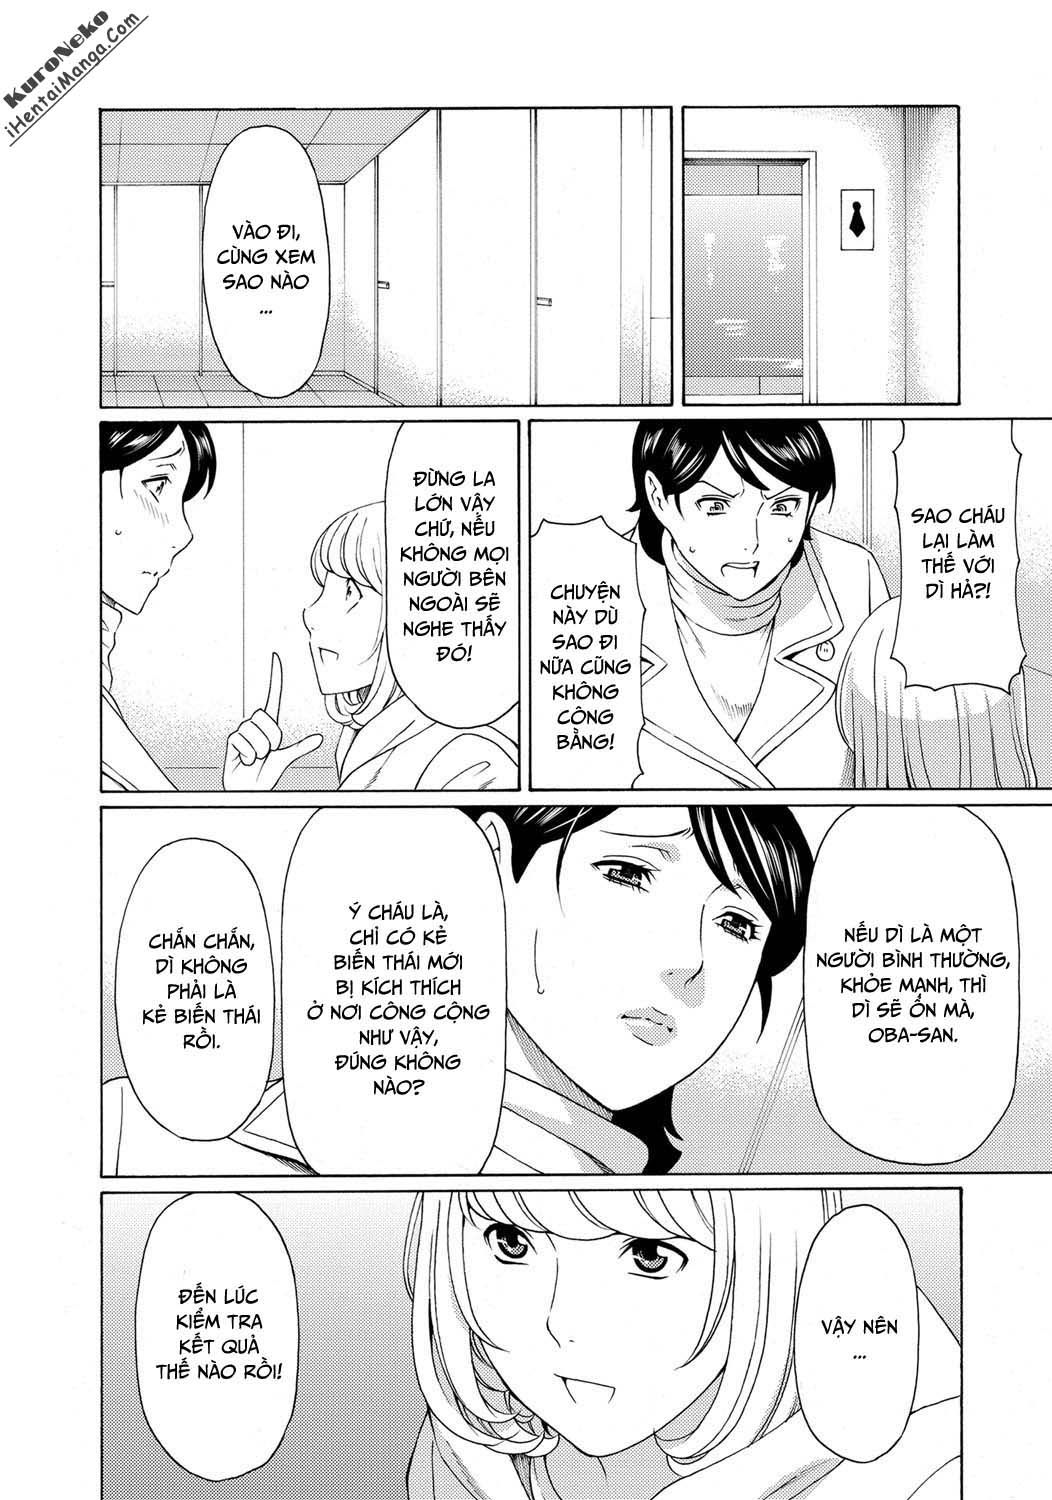 KuroNeko
iHentaiManga.Com
VÀO ĐI,
CÙNG XEM
SAO NÀO
...
SAO CHÁU
LẠI LÀM
THẾ VỚI
DÌ HẢ?!
CHUYỆN
NÀY DÙ
SAO ĐI
NỮA CŨNG
KHÔNG
CÔNG
BẰNG!
ĐỪNG LA
LỚN VẬY
CHỨ, NẾU
KHÔNG MỌI
NGƯỜI BÊN
NGOÀI SẼ
NGHE THẤY
ĐÓ!
NẾU DÌ LÀ MỘT
NGƯỜI BÌNH THƯỜNG,
KHỎE MẠNH, THÌ
DÌ SẼ ỔN MÀ,
OBA-SAN.
Ý CHÁU LÀ,
CHỈ CÓ KẺ
BIẾN THÁI MỚI
BỊ KÍCH THÍCH
Ở NƠI CÔNG CỘNG
NHƯ VẬY,
ĐÚNG KHÔNG
NÀO?
CHẮN CHẮN,
DÌ KHÔNG
PHẢI LÀ
KẺ BIẾN THÁI
RỒI.
VẬY NÊN
...
ĐẾN LÚC
KIỂM TRA
KẾT QUẢ
THẾ NÀO RỒI!